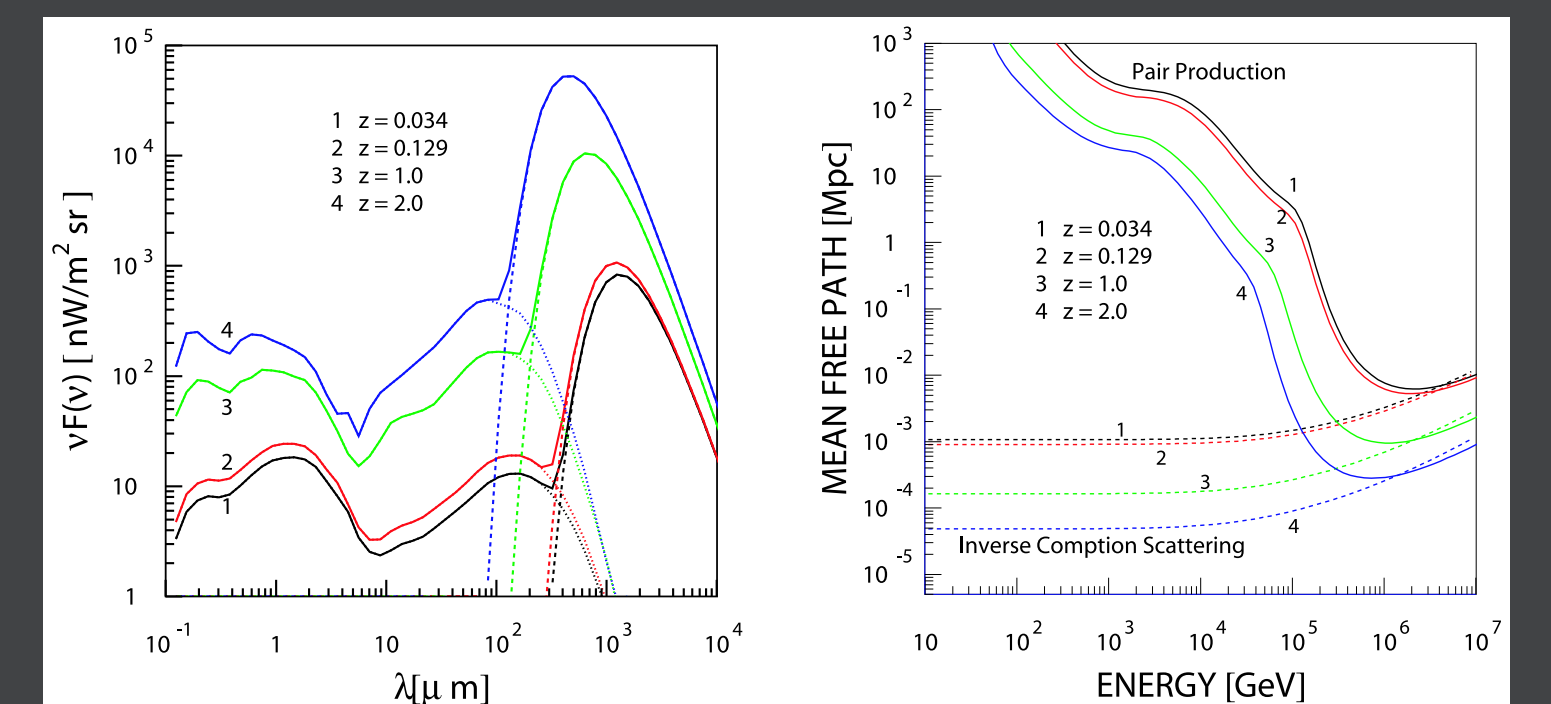 10 5
10 4
10 3
10 2
10
1
νF(ν) [ nW/m2 sr ]
1 z = 0.034
2 z = 0.129
3 z = 1.0
4 z = 2.0
4
3
2
1
10 -1
1
10
10 2
10 3
10 4
λ[μ m]
10 3
10 2
10
1
10 -1
10 -2
10 -3
10 -4
10 -5
MEAN FREE PATH [Mpc]
Pair Production
1
2
3
4
1 z = 0.034
2 z = 0.129
3 z = 1.0
4 z = 2.0
1
2
3
4
Inverse Comption Scattering
10
10 2
10 3
10 4
10 5
10 6
10 7
ENERGY [GeV]